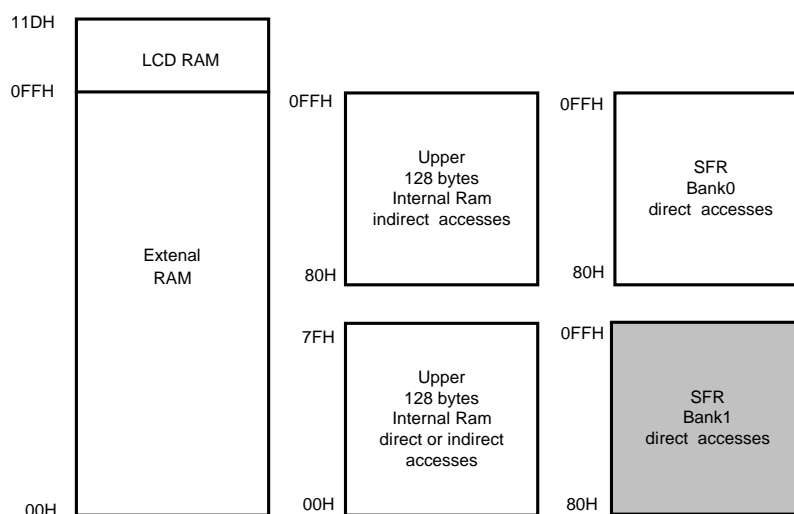 11DH
LCD RAM
0FFH
Extenal
RAM
00H
0FFH
Upper
128 bytes
Internal Ram
indirect accesses
80H
7FH
Upper
128 bytes
Internal Ram
direct or indirect
accesses
00H
0FFH
SFR
Bank0
direct accesses
80H
0FFH
SFR
Bank1
direct accesses
80H